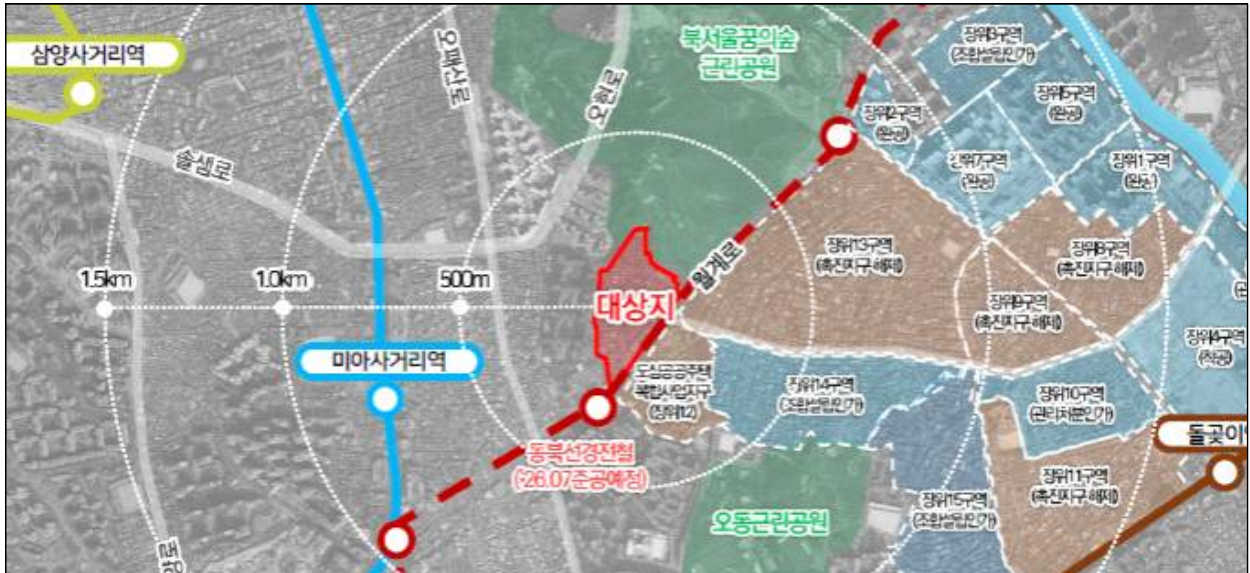 삼양사거리역
오패산로
오현로
북서울꿈의숲
근린공원
장위3구역
(조합설립인가)
장위5구역
(완공)
장위2구역
(완공)
장위7구역
(완공)
장위1구역
(완공)
솔샘로
1.5km
1.0km
500m
대상지
월계로
장위13구역
(촉진지구 해제)
장위8구역
(촉진지구 해제)
장위9구역
(촉진지구 해제)
장위4구역
(착공)
미아사거리역
도심공공주택
복합사업지구
(장위12)
장위14구역
(조합설립인가)
장위10구역
(관리처분인가)
돌곶이
동북선경전철
(-26.07준공예정)
장위11구역
(촉진지구 해제)
장위15구역
(조합설립인가)
오동근린공원